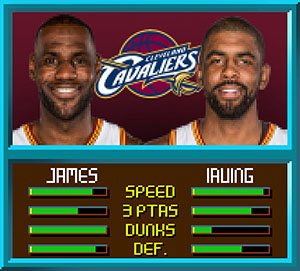 CLEVELAND
CAVALIERS
JAMES IRVING
SPEED
3 PTRS
DUNKS
DEF.